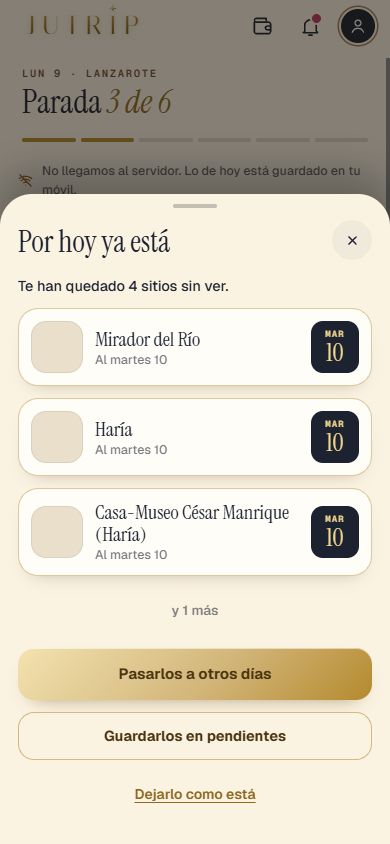 JUTRIP
LUN 9 · LANZAROTE
Parada 3 de 6
No llegamos al servidor. Lo de hoy está guardado en tu
móvil.
Por hoy ya está
Te han quedado 4 sitios sin ver.
Mirador del Río
Al martes 10
MAR
10
Haría
Al martes 10
MAR
10
Casa-Museo César Manrique
(Haría)
Al martes 10
MAR
10
y 1 más
Pasarlos a otros días
Guardarlos en pendientes
Dejarlo como está